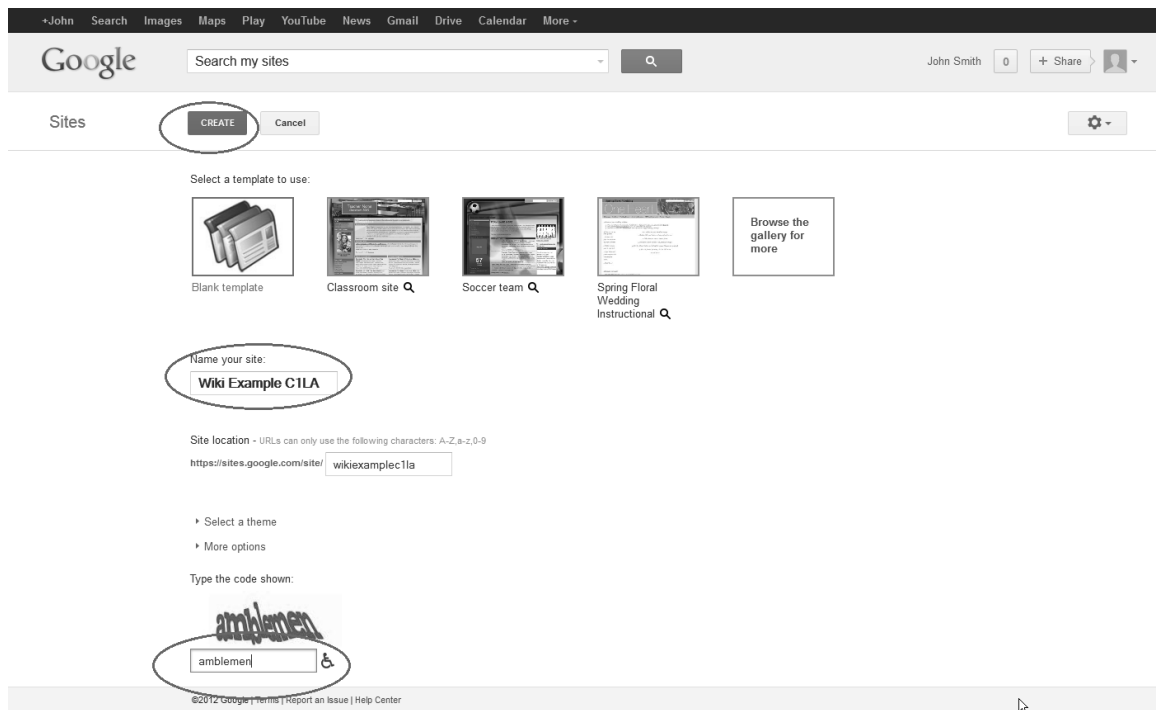 +John Search Images Maps Play YouTube News Gmail Drive Calendar More
Google
Search my sites
John Smith 0 + Share
Sites
CREATE Cancel
Select a template to use:
Blank template
Classroom site
Soccer team
Spring Floral
Wedding
Instructional
Browse the
gallery for
more
Name your site:
Wiki Example C1LA
Site location - URLs can only use the following characters: A-Z,a-z,0-9
https://sites.google.com/site/ wikiexamplec1la
Select a theme
More options
Type the code shown:
amblemen
amblemen
©2012 Google | Terms | Report an Issue | Help Center